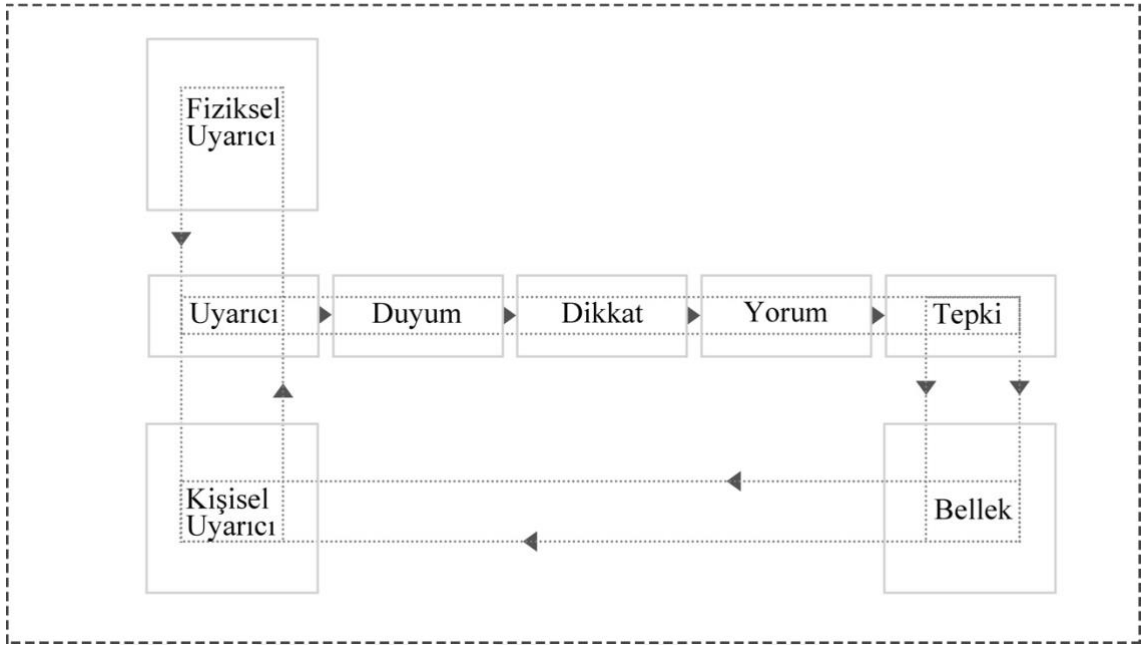 Fiziksel
Uyarıcı
Uyarıcı
Duyum
Dikkat
Yorum
Tepki
Kişisel
Uyarıcı
Bellek